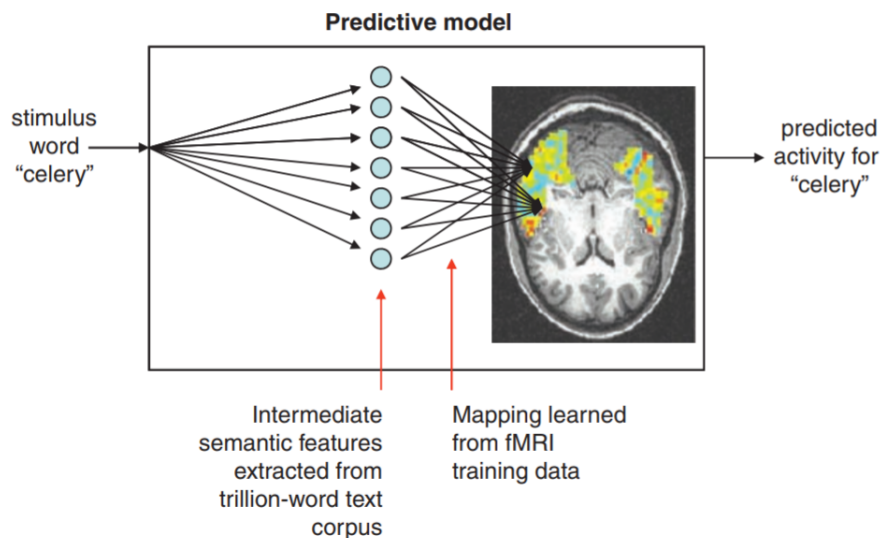 Predictive model
stimulus
word
“celery”
predicted
activity for
“celery”
Intermediate
semantic features
extracted from
trillion-word text
corpus
Mapping learned
from fMRI
training data